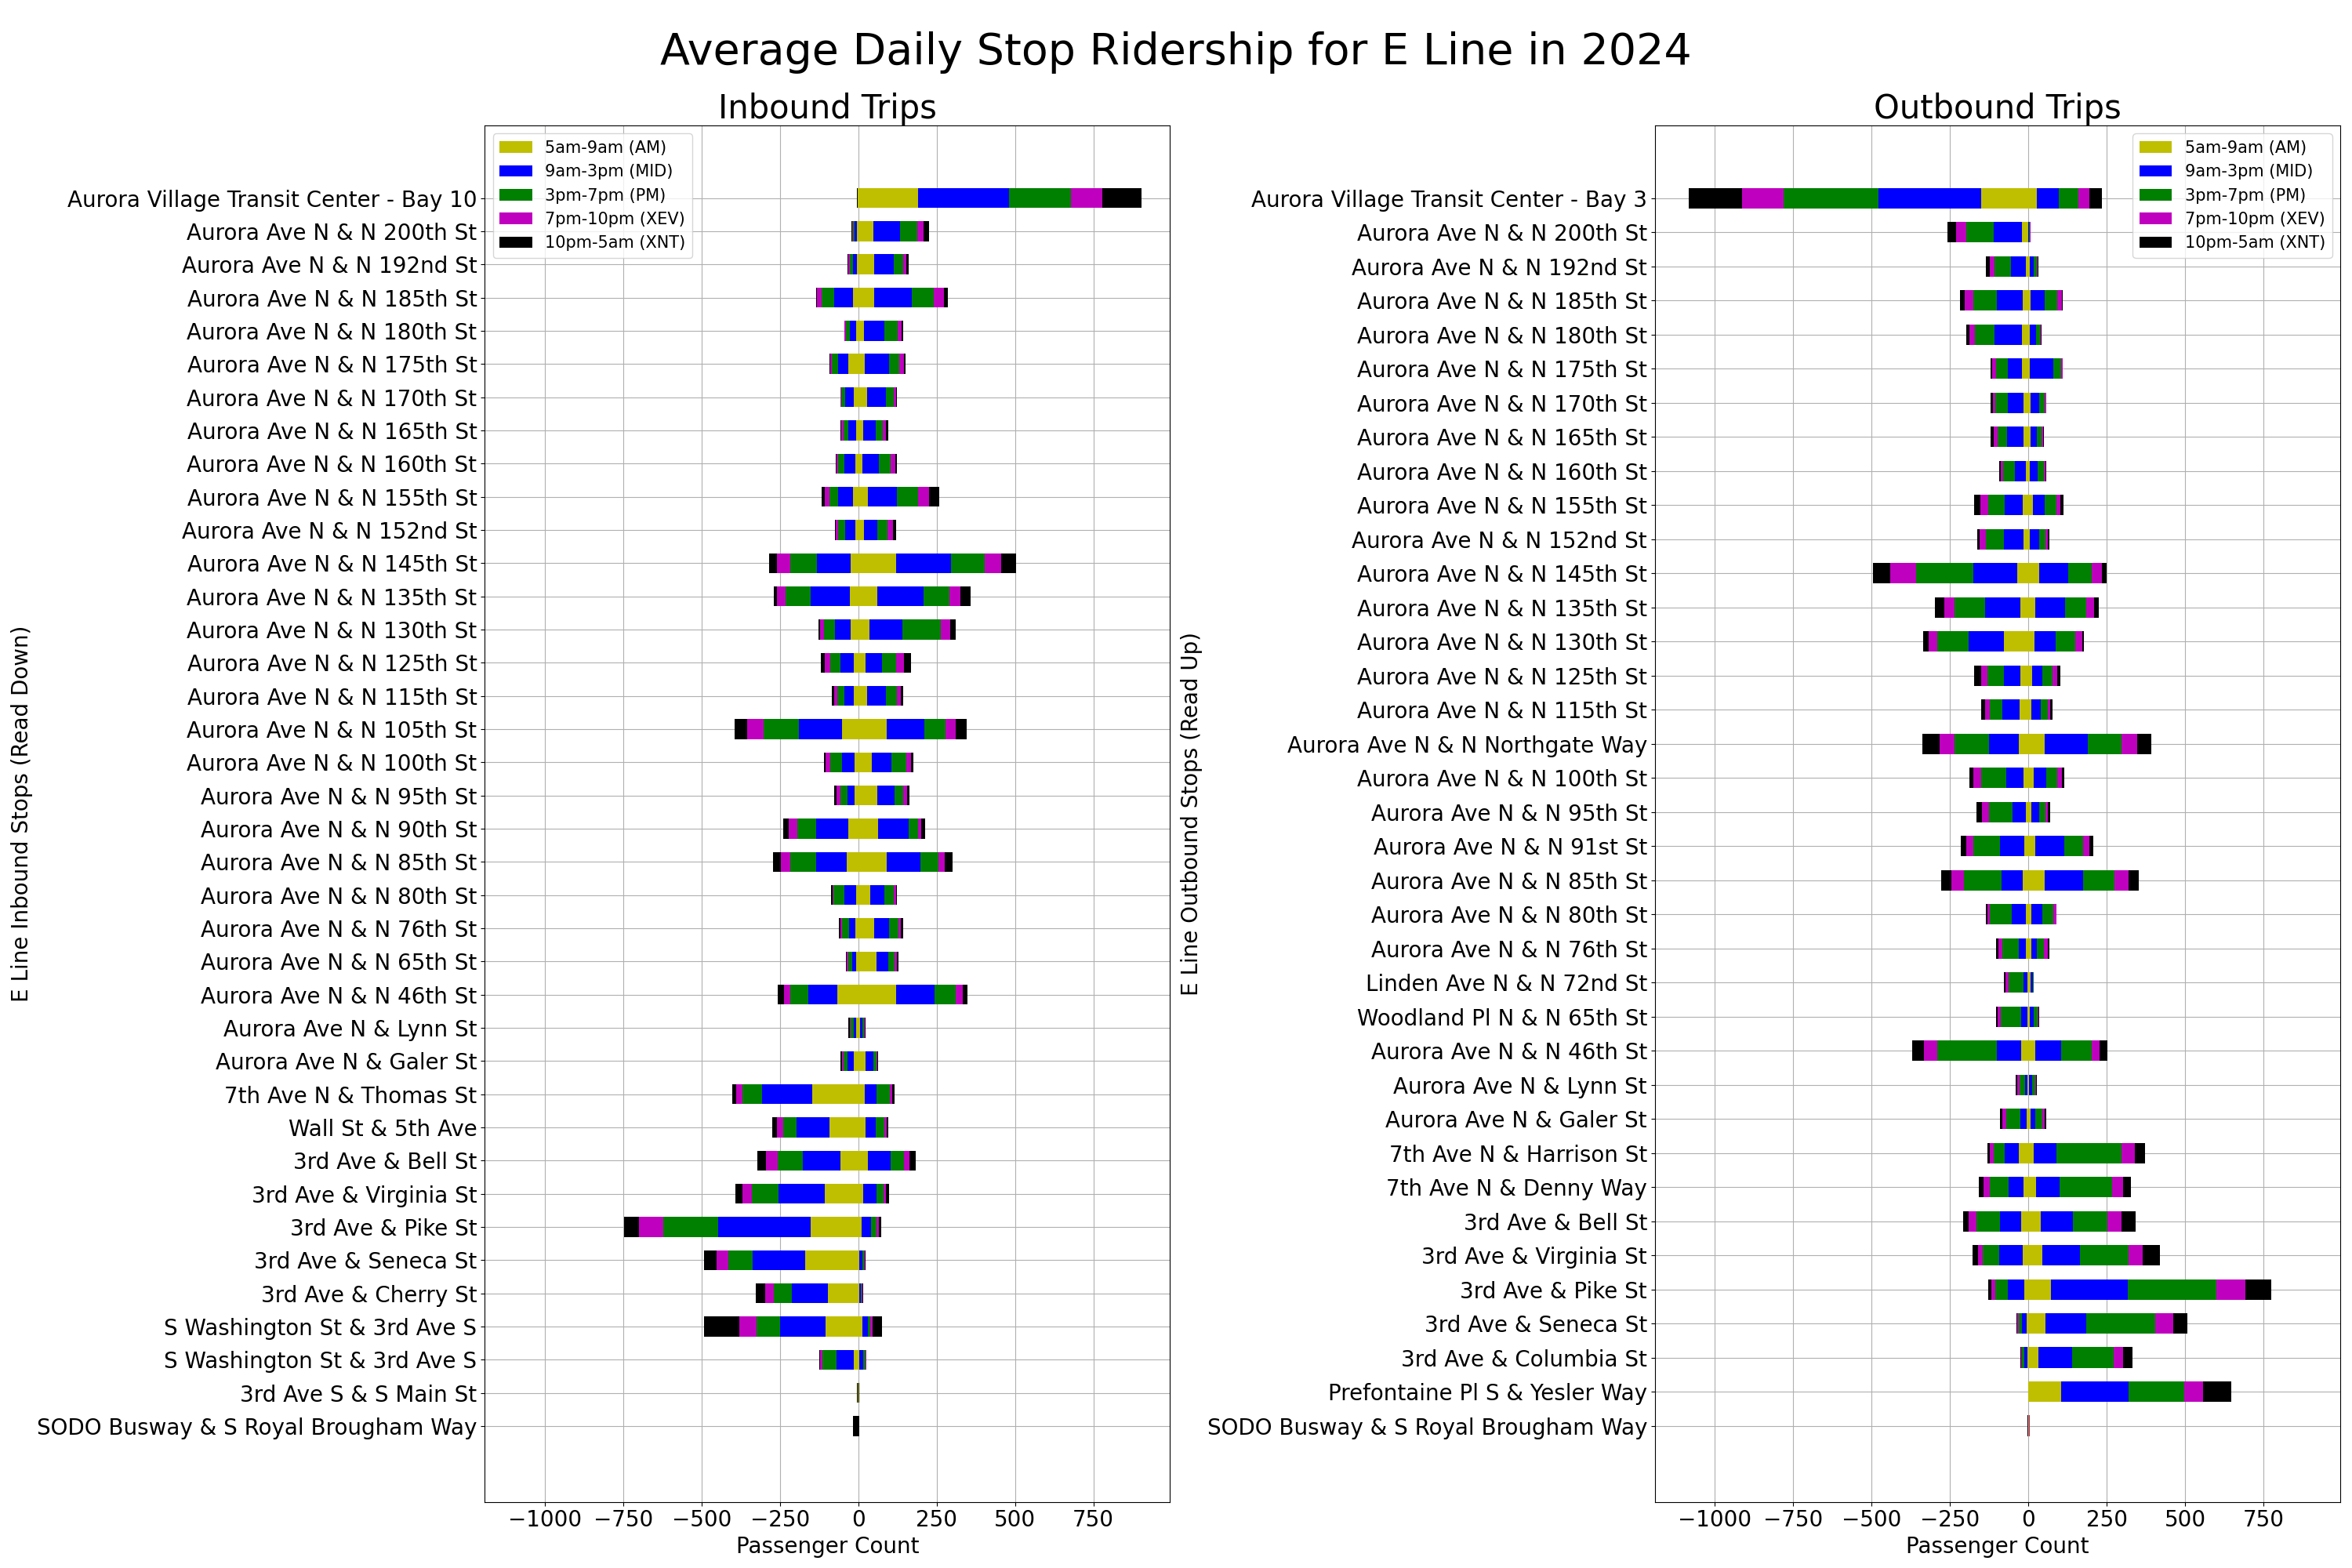 Average Daily Stop Ridership for E Line in 2024
Inbound Trips
5am-9am (AM)
9am-3pm (MID)
3pm-7pm (PM)
7pm-10pm (XEV)
10pm-5am (XNT)
E Line Inbound Stops (Read Down)
Aurora Village Transit Center - Bay 10
Aurora Ave N & N 200th St
Aurora Ave N & N 192nd St
Aurora Ave N & N 185th St
Aurora Ave N & N 180th St
Aurora Ave N & N 175th St
Aurora Ave N & N 170th St
Aurora Ave N & N 165th St
Aurora Ave N & N 160th St
Aurora Ave N & N 155th St
Aurora Ave N & N 152nd St
Aurora Ave N & N 145th St
Aurora Ave N & N 135th St
Aurora Ave N & N 130th St
Aurora Ave N & N 125th St
Aurora Ave N & N 115th St
Aurora Ave N & N 105th St
Aurora Ave N & N 100th St
Aurora Ave N & N 95th St
Aurora Ave N & N 90th St
Aurora Ave N & N 85th St
Aurora Ave N & N 80th St
Aurora Ave N & N 76th St
Aurora Ave N & N 65th St
Aurora Ave N & N 46th St
Aurora Ave N & Lynn St
Aurora Ave N & Galer St
7th Ave N & Thomas St
Wall St & 5th Ave
3rd Ave & Bell St
3rd Ave & Virginia St
3rd Ave & Pike St
3rd Ave & Seneca St
3rd Ave & Cherry St
S Washington St & 3rd Ave S
S Washington St & 3rd Ave S
3rd Ave S & S Main St
SODO Busway & S Royal Brougham Way
−1000 −750 −500 −250 0 250 500 750
Passenger Count
Outbound Trips
5am-9am (AM)
9am-3pm (MID)
3pm-7pm (PM)
7pm-10pm (XEV)
10pm-5am (XNT)
E Line Outbound Stops (Read Up)
Aurora Village Transit Center - Bay 3
Aurora Ave N & N 200th St
Aurora Ave N & N 192nd St
Aurora Ave N & N 185th St
Aurora Ave N & N 180th St
Aurora Ave N & N 175th St
Aurora Ave N & N 170th St
Aurora Ave N & N 165th St
Aurora Ave N & N 160th St
Aurora Ave N & N 155th St
Aurora Ave N & N 152nd St
Aurora Ave N & N 145th St
Aurora Ave N & N 135th St
Aurora Ave N & N 130th St
Aurora Ave N & N 125th St
Aurora Ave N & N 115th St
Aurora Ave N & N Northgate Way
Aurora Ave N & N 100th St
Aurora Ave N & N 95th St
Aurora Ave N & N 91st St
Aurora Ave N & N 85th St
Aurora Ave N & N 80th St
Aurora Ave N & N 76th St
Linden Ave N & N 72nd St
Woodland Pl N & N 65th St
Aurora Ave N & N 46th St
Aurora Ave N & Lynn St
Aurora Ave N & Galer St
7th Ave N & Harrison St
7th Ave N & Denny Way
3rd Ave & Bell St
3rd Ave & Virginia St
3rd Ave & Pike St
3rd Ave & Seneca St
3rd Ave & Columbia St
Prefontaine Pl S & Yesler Way
SODO Busway & S Royal Brougham Way
−1000 −750 −500 −250 0 250 500 750
Passenger Count